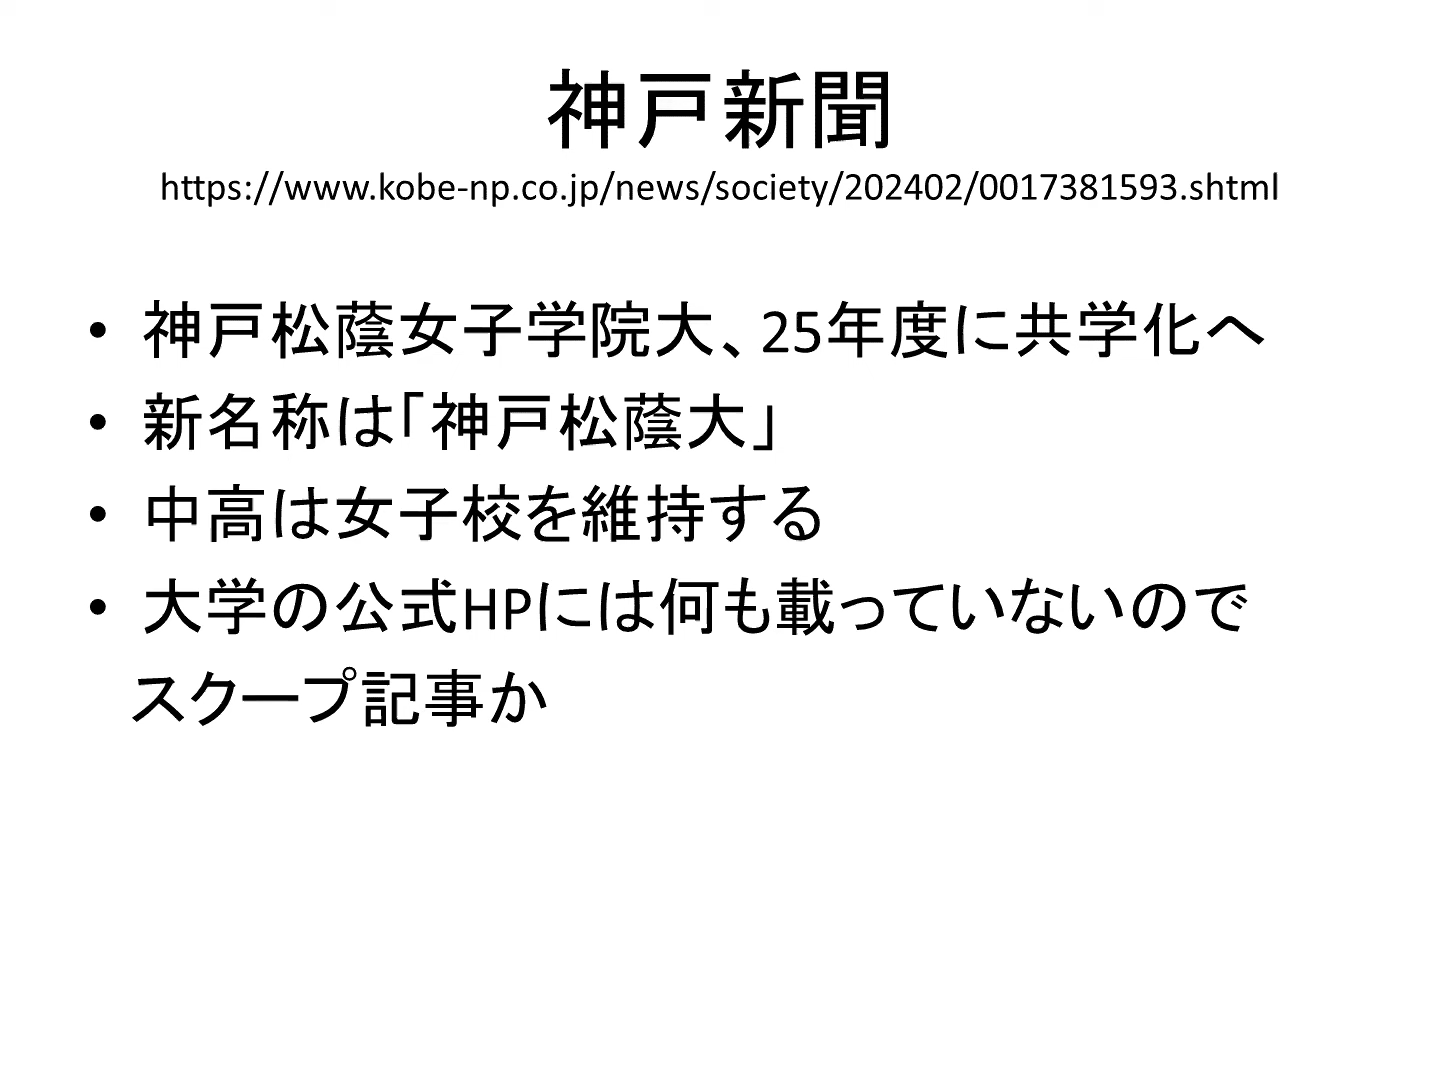 神戸新聞
https://www.kobe-np.co.jp/news/society/202402/0017381593.shtml
• 神戸松蔭女子学院大、25年度に共学化へ
• 新名称は「神戸松蔭大」
• 中高は女子校を維持する
• 大学の公式HPには何も載っていないので
スクープ記事か